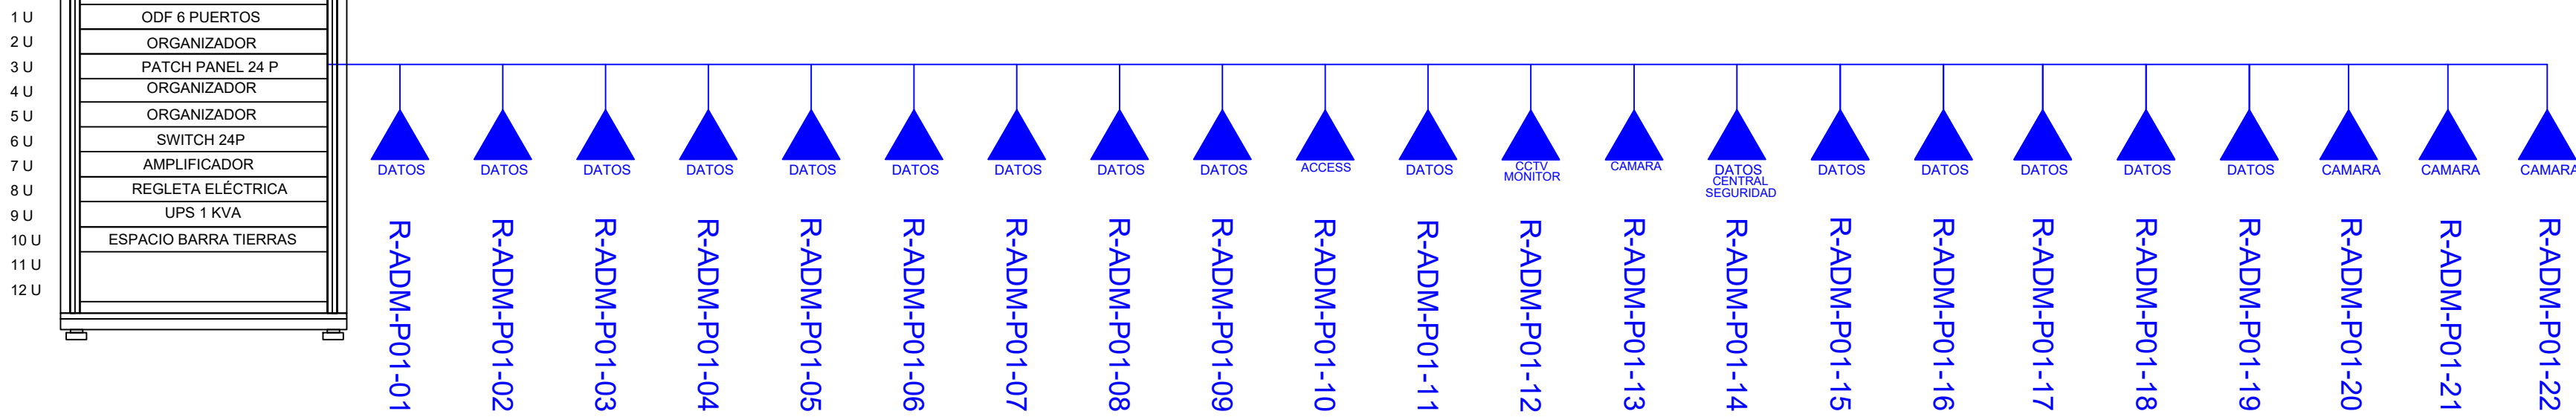 1 U ODF 6 PUERTOS
2 U ORGANIZADOR
3 U PATCH PANEL 24 P
4 U ORGANIZADOR
5 U ORGANIZADOR
6 U SWITCH 24P
7 U AMPLIFICADOR
8 U REGLETA ELÉCTRICA
9 U UPS 1 KVA
10 U ESPACIO BARRA TIERRAS
11 U
12 U
DATOS
R-ADM-P01-01
DATOS
R-ADM-P01-02
DATOS
R-ADM-P01-03
DATOS
R-ADM-P01-04
DATOS
R-ADM-P01-05
DATOS
R-ADM-P01-06
DATOS
R-ADM-P01-07
DATOS
R-ADM-P01-08
DATOS
R-ADM-P01-09
ACCESS
R-ADM-P01-10
DATOS
R-ADM-P01-11
CCTV
MONITOR
R-ADM-P01-12
CAMARA
R-ADM-P01-13
DATOS
CENTRAL
SEGURIDAD
R-ADM-P01-14
DATOS
R-ADM-P01-15
DATOS
R-ADM-P01-16
DATOS
R-ADM-P01-17
DATOS
R-ADM-P01-18
DATOS
R-ADM-P01-19
CAMARA
R-ADM-P01-20
CAMARA
R-ADM-P01-21
CAMARA
R-ADM-P01-22